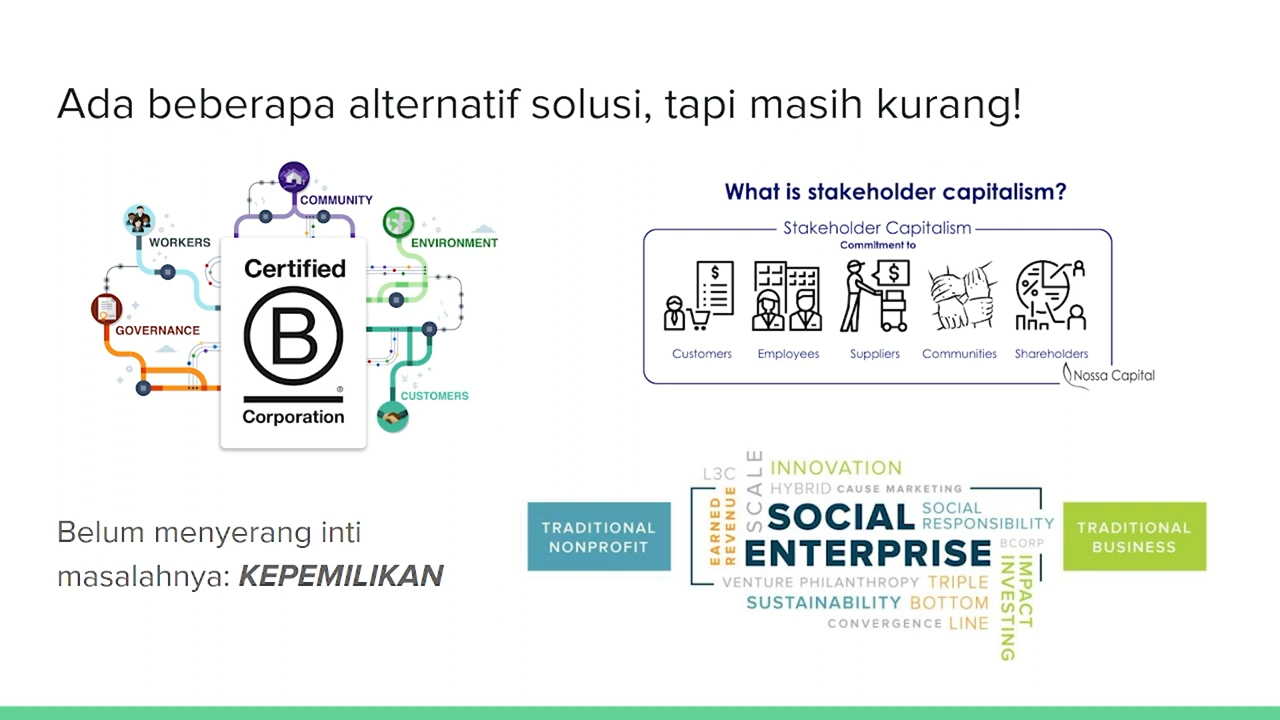 Ada beberapa alternatif solusi, tapi masih kurang!
COMMUNITY
WORKERS
ENVIRONMENT
GOVERNANCE
CUSTOMERS
Certified
B
®
Corporation
What is stakeholder capitalism?
Stakeholder Capitalism
Commitment to
$
$
%
Customers Employees Suppliers Communities Shareholders
Nossa Capital
Belum menyerang inti
masalahnya: KEPEMILIKAN
TRADITIONAL
NONPROFIT
L3C
SCALE
INNOVATION
HYBRID CAUSE MARKETING
EARNED
REVENUE
SOCIAL
ENTERPRISE
SOCIAL
RESPONSIBILITY
BCORP
VENTURE PHILANTHROPY TRIPLE
SUSTAINABILITY BOTTOM
CONVERGENCE LINE
IMPACT
INVESTING
TRADITIONAL
BUSINESS